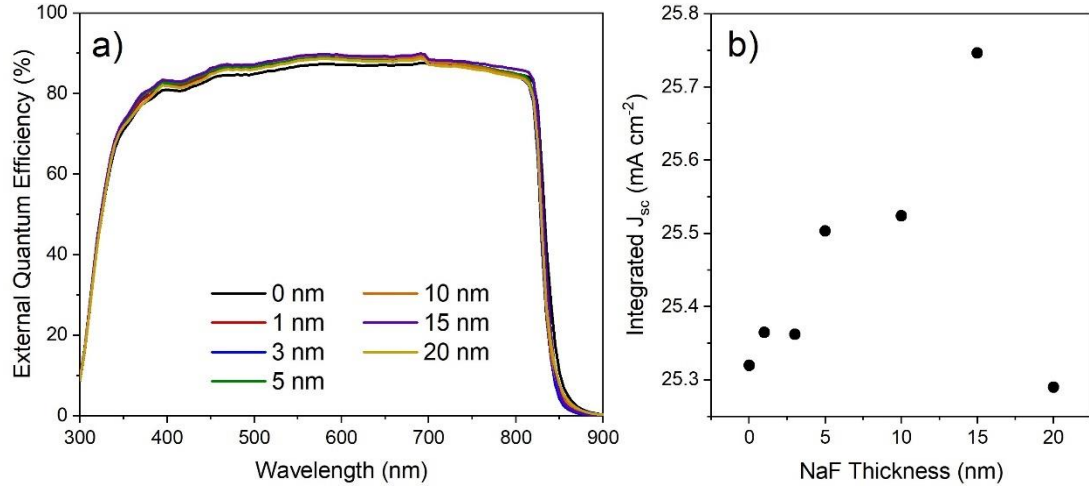 a)
External Quantum Efficiency (%)
100
80
60
40
20
0
0 nm
1 nm
3 nm
5 nm
10 nm
15 nm
20 nm
300 400 500 600 700 800 900
Wavelength (nm)
b)
Integrated Jsc (mA cm-2)
25.8
25.7
25.6
25.5
25.4
25.3
0 5 10 15 20
NaF Thickness (nm)